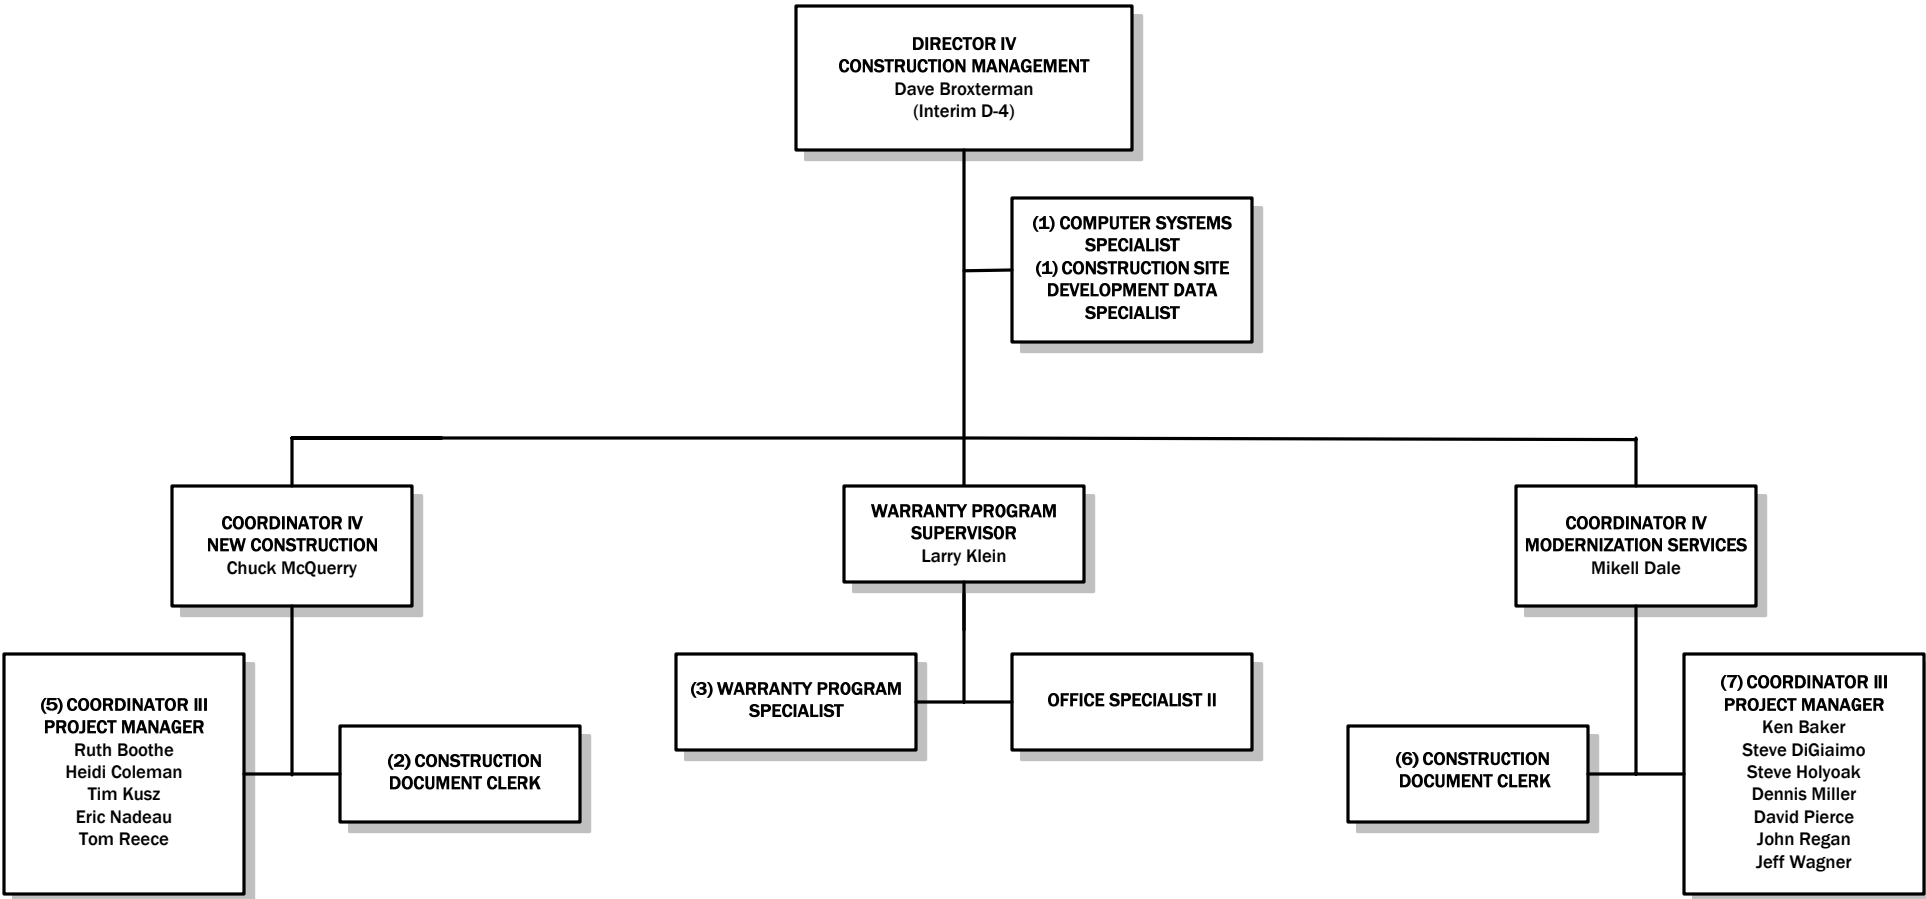 DIRECTOR IV
CONSTRUCTION MANAGEMENT
Dave Broxterman
(Interim D-4)
(1) COMPUTER SYSTEMS
SPECIALIST
(1) CONSTRUCTION SITE
DEVELOPMENT DATA
SPECIALIST
COORDINATOR IV
NEW CONSTRUCTION
Chuck McQuerry
WARRANTY PROGRAM
SUPERVISOR
Larry Klein
COORDINATOR IV
MODERNIZATION SERVICES
Mikell Dale
(5) COORDINATOR III
PROJECT MANAGER
Ruth Boothe
Heidi Coleman
Tim Kusz
Eric Nadeau
Tom Reece
(2) CONSTRUCTION
DOCUMENT CLERK
(3) WARRANTY PROGRAM
SPECIALIST
OFFICE SPECIALIST II
(6) CONSTRUCTION
DOCUMENT CLERK
(7) COORDINATOR III
PROJECT MANAGER
Ken Baker
Steve DiGiaimo
Steve Holyoak
Dennis Miller
David Pierce
John Regan
Jeff Wagner